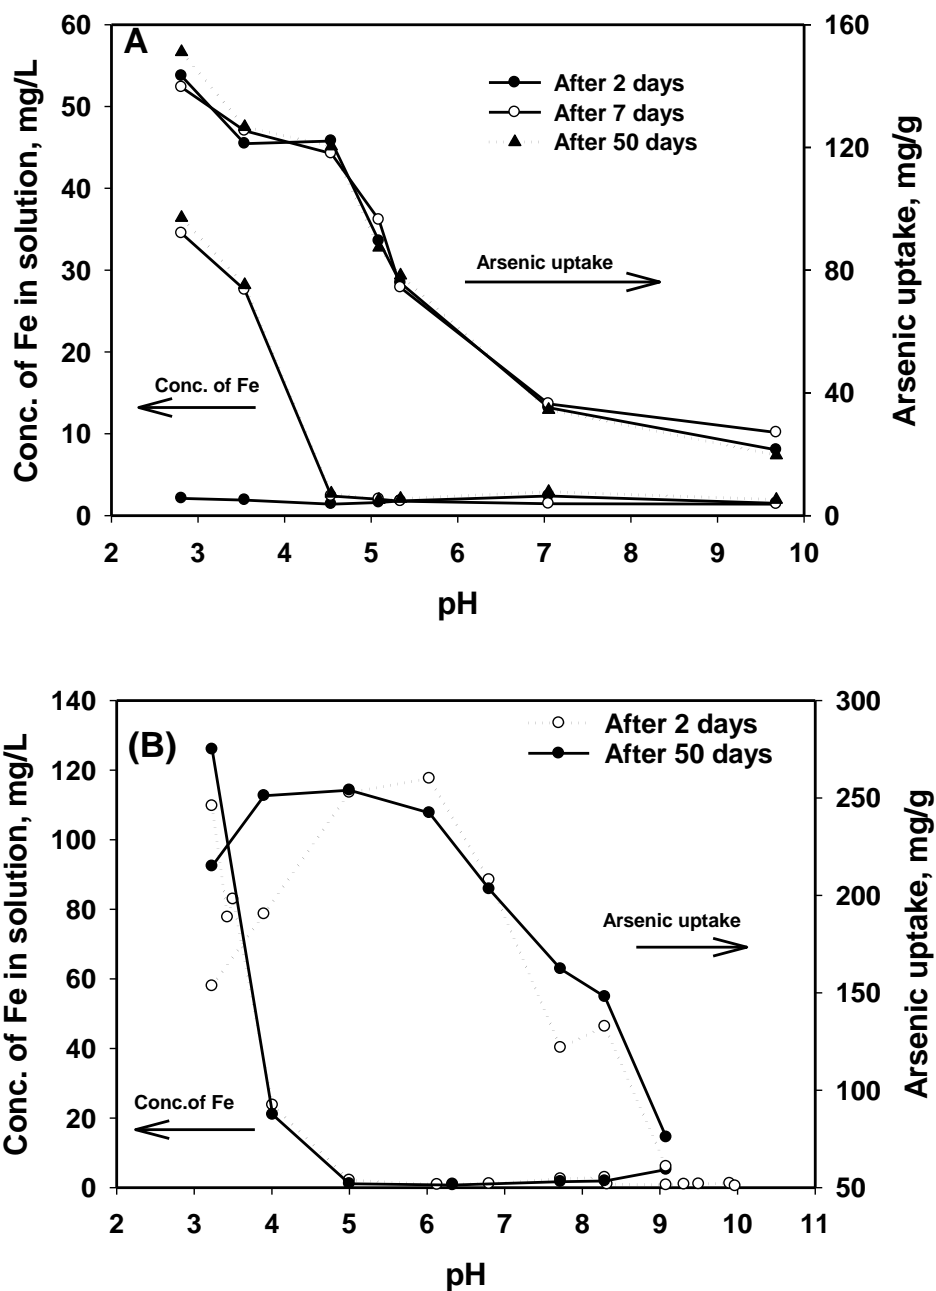 A
After 2 days
After 7 days
After 50 days
Arsenic uptake
Conc. of Fe
Conc. of Fe in solution, mg/L
60
50
40
30
20
10
0
Arsenic uptake, mg/g
160
120
80
40
0
2 3 4 5 6 7 8 9 10
pH
(B)
After 2 days
After 50 days
Arsenic uptake
Conc.of Fe
Conc. of Fe in solution, mg/L
140
120
100
80
60
40
20
0
Arsenic uptake, mg/g
300
250
200
150
100
50
2 3 4 5 6 7 8 9 10 11
pH